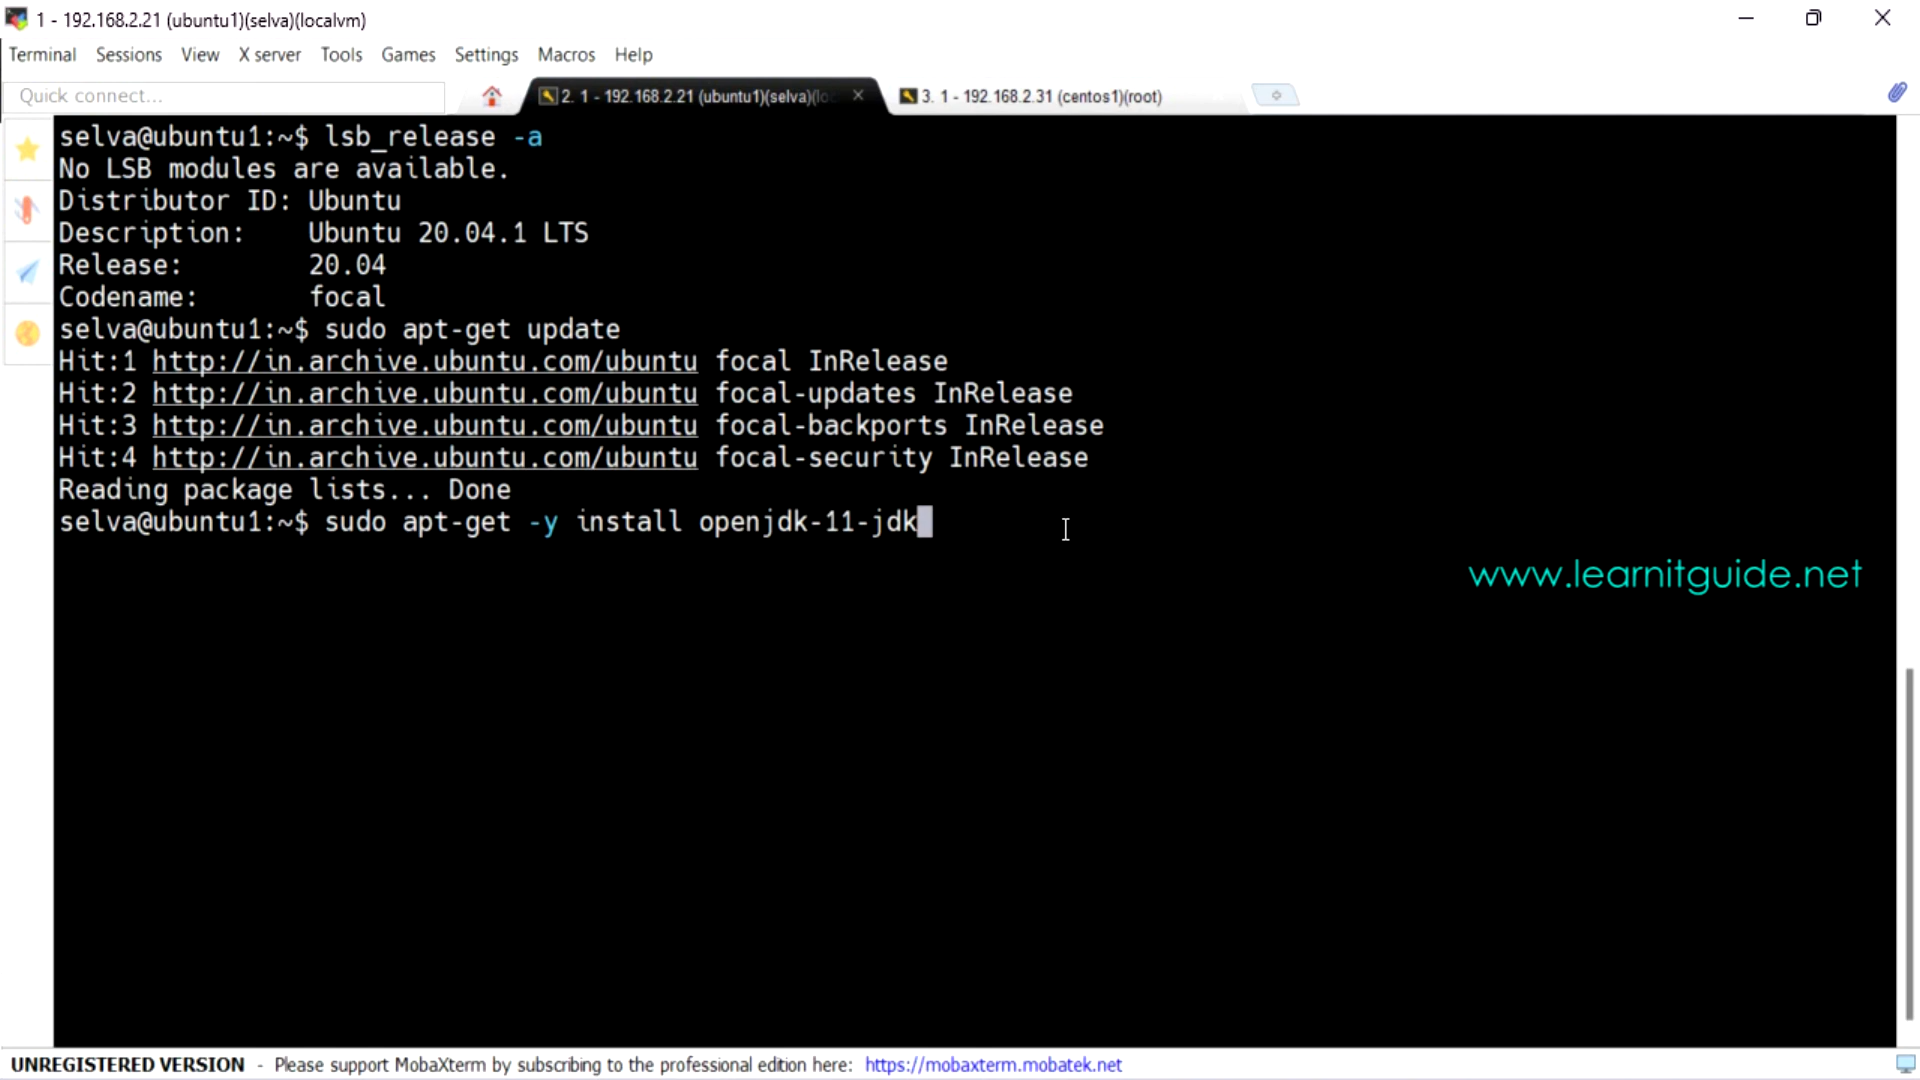 1 - 192.168.2.21 (ubuntu1)(selva)(localvm)
Terminal Sessions View X server Tools Games Settings Macros Help
Quick connect...
2. 1 - 192.168.2.21 (ubuntu1)(selva)(lo
3. 1 - 192.168.2.31 (centos1)(root)
selva@ubuntu1:~$ lsb_release -a
No LSB modules are available.
Distributor ID: Ubuntu
Description: Ubuntu 20.04.1 LTS
Release: 20.04
Codename: focal
selva@ubuntu1:~$ sudo apt-get update
Hit:1 http://in.archive.ubuntu.com/ubuntu focal InRelease
Hit:2 http://in.archive.ubuntu.com/ubuntu focal-updates InRelease
Hit:3 http://in.archive.ubuntu.com/ubuntu focal-backports InRelease
Hit:4 http://in.archive.ubuntu.com/ubuntu focal-security InRelease
Reading package lists... Done
selva@ubuntu1:~$ sudo apt-get -y install openjdk-11-jdk
www.learnitguide.net
UNREGISTERED VERSION - Please support MobaXterm by subscribing to the professional edition here: https://mobaxterm.mobatek.net